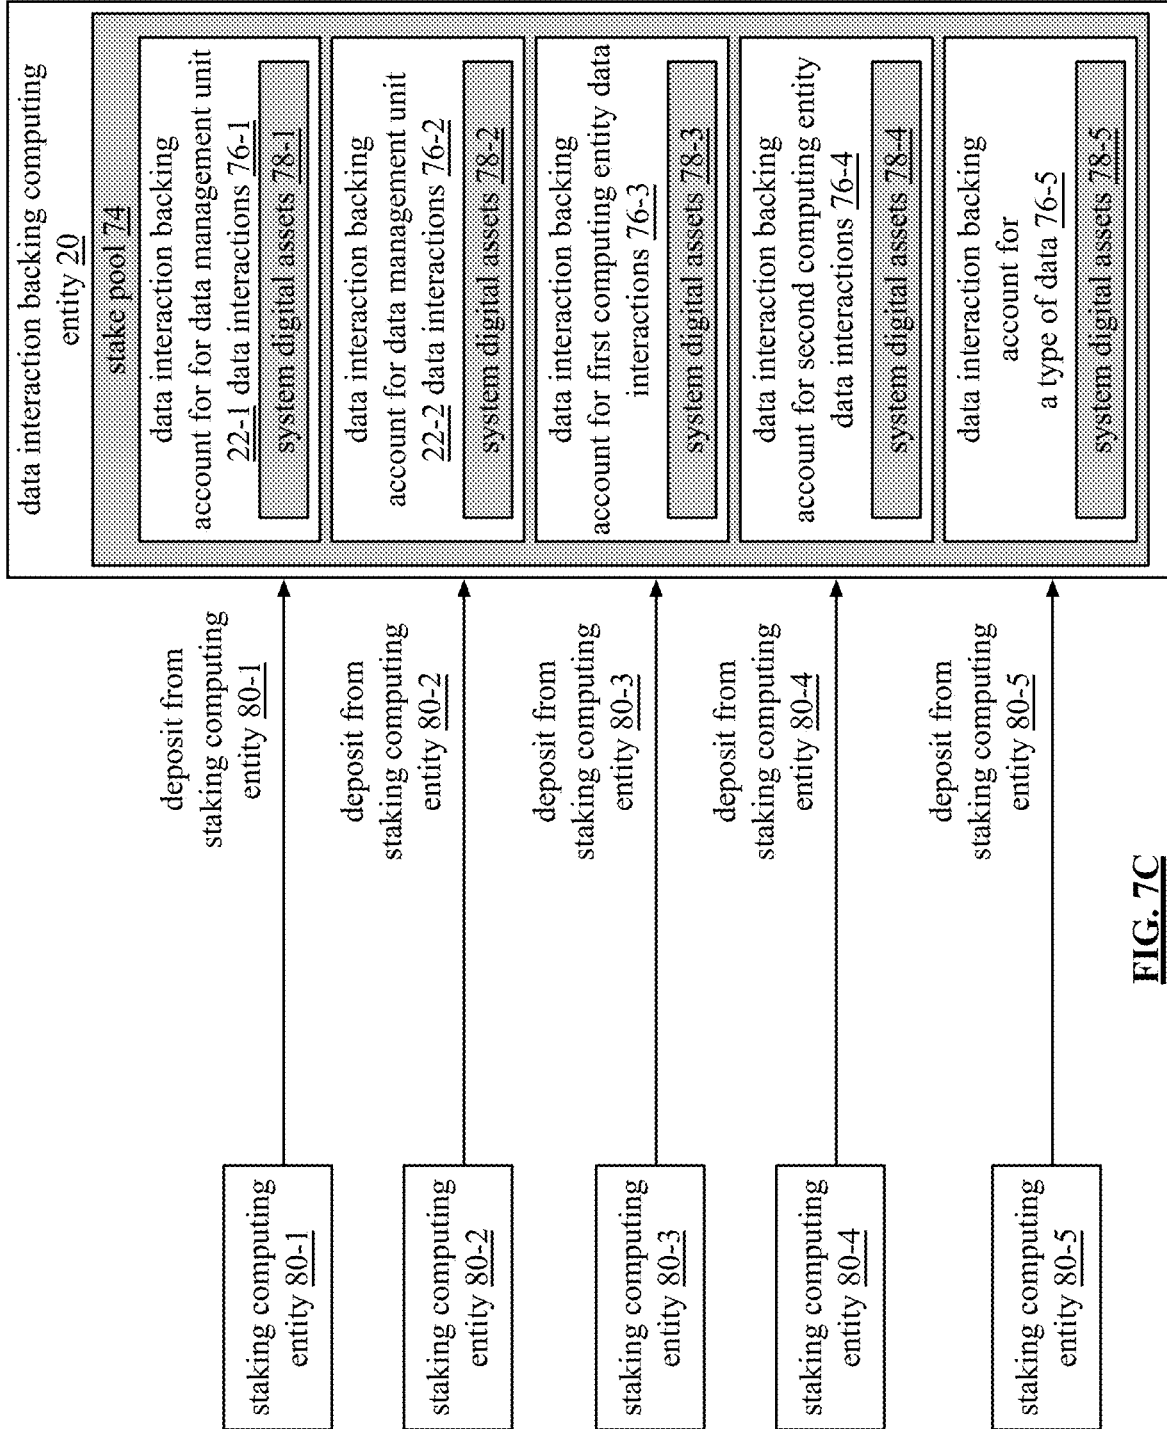 data interaction backing computing
entity 20
stake pool 74
data interaction backing
account for data management unit
22-1 data interactions 76-1
system digital assets 78-1
data interaction backing
account for data management unit
22-2 data interactions 76-2
system digital assets 78-2
data interaction backing
account for first computing entity data
interactions 76-3
system digital assets 78-3
data interaction backing
account for second computing entity
data interactions 76-4
system digital assets 78-4
data interaction backing
account for
a type of data 76-5
system digital assets 78-5
deposit from
staking computing
entity 80-1
deposit from
staking computing
entity 80-2
deposit from
staking computing
entity 80-3
deposit from
staking computing
entity 80-4
deposit from
staking computing
entity 80-5
staking computing
entity 80-1
staking computing
entity 80-2
staking computing
entity 80-3
staking computing
entity 80-4
staking computing
entity 80-5
FIG. 7C